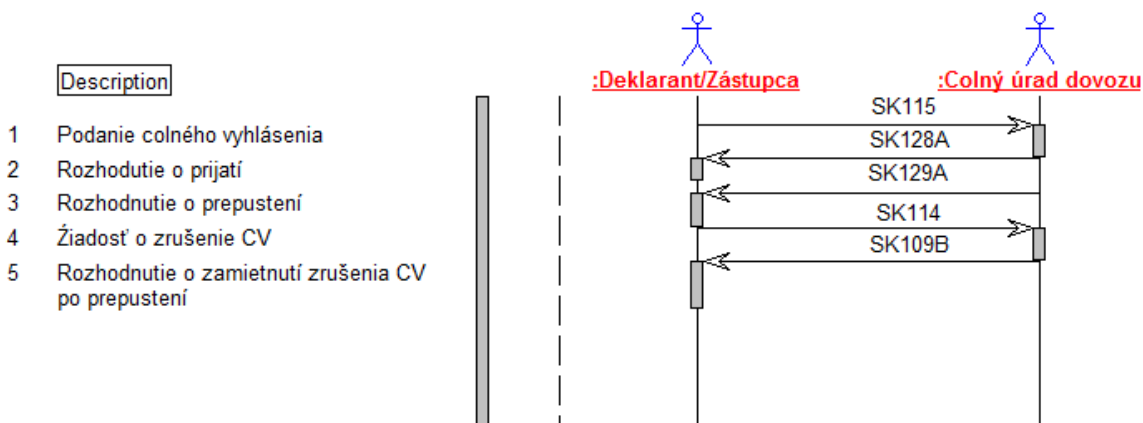 :Deklarant/Zástupca :Colný úrad dovozu
Description
SK115
1 Podanie colného vyhlásenia
SK128A
2 Rozhodutie o prijatí
SK129A
3 Rozhodnutie o prepustení
SK114
4 Źiadosť o zrušenie CV
SK109B
5 Rozhodnutie o zamietnutí zrušenia CV
po prepustení